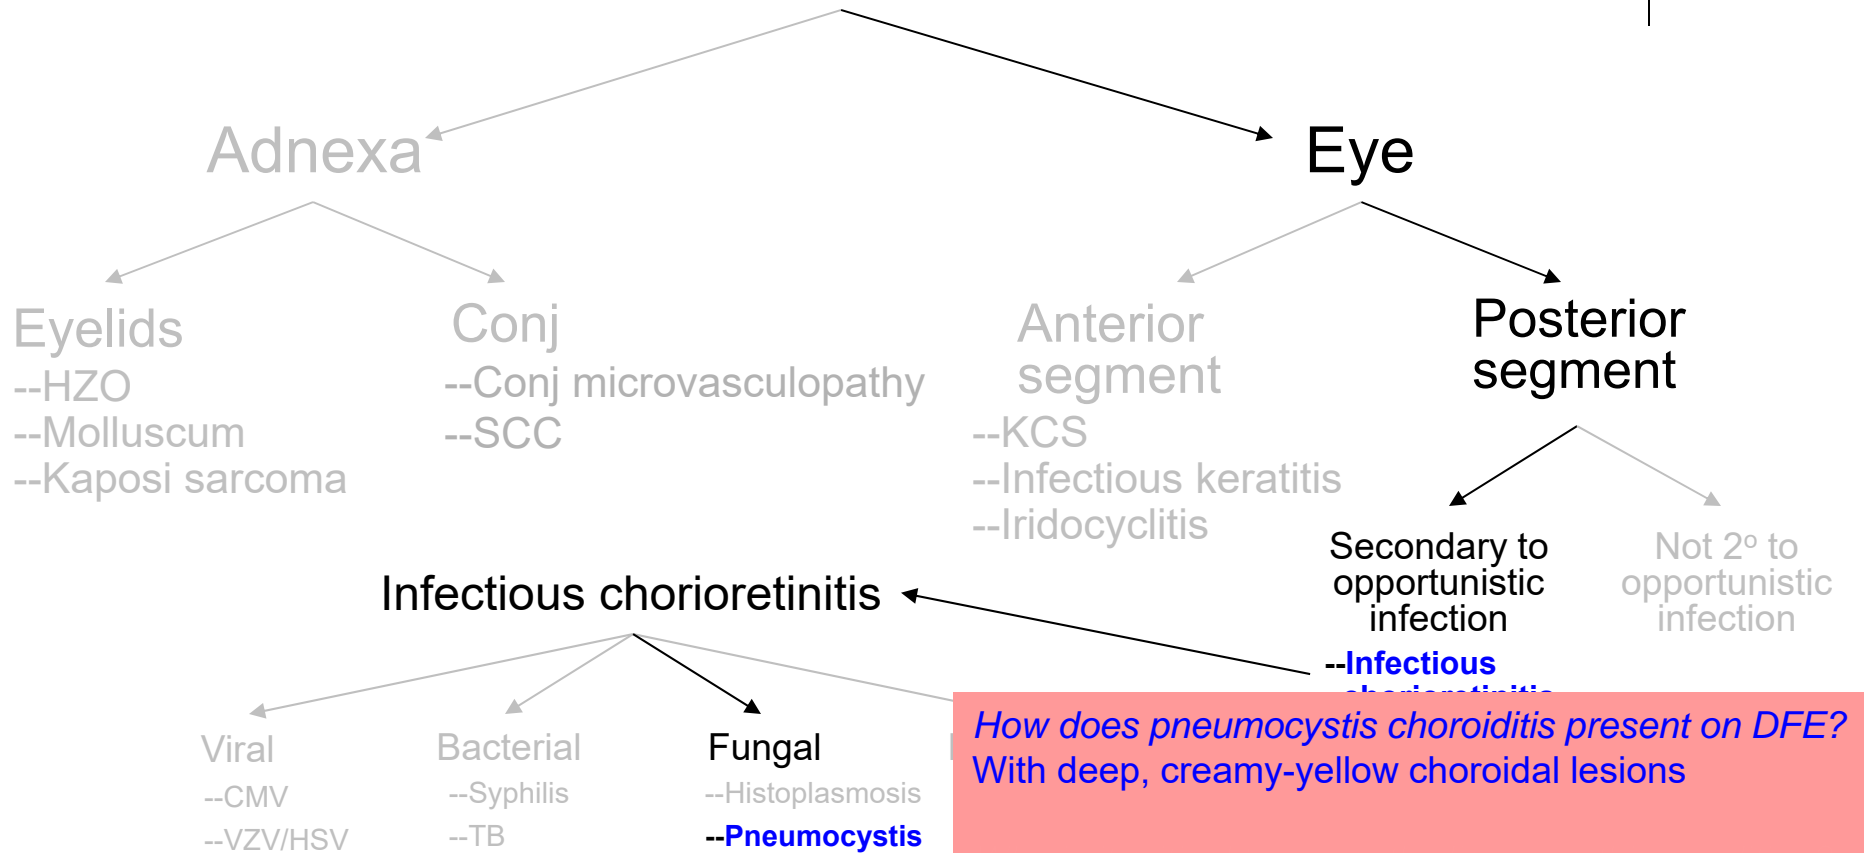 Adnexa
Eye
Eyelids
--HZO
--Molluscum
--Kaposi sarcoma
Conj
--Conj microvasculopathy
--SCC
Anterior
segment
--KCS
--Infectious keratitis
--Iridocyclitis
Posterior
segment
Secondary to
opportunistic
infection
Not 2º to
opportunistic
infection
--Infectious
chorioretinitis
Infectious chorioretinitis
Viral
--CMV
--VZV/HSV
Bacterial
--Syphilis
--TB
Fungal
--Histoplasmosis
--Pneumocystis
How does pneumocystis choroiditis present on DFE?
With deep, creamy-yellow choroidal lesions